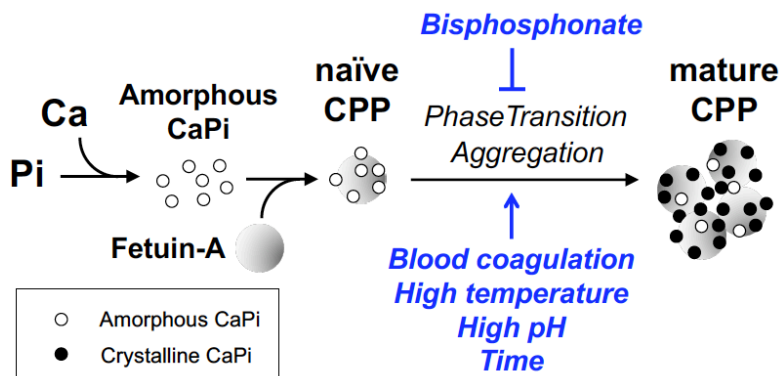 Bisphosphonate
naïve
CPP
mature
CPP
Amorphous
CaPi
Ca
PhaseTransition
Aggregation
Pi
Fetuin-A
Blood coagulation
High temperature
High pH
Time
Amorphous CaPi
Crystalline CaPi